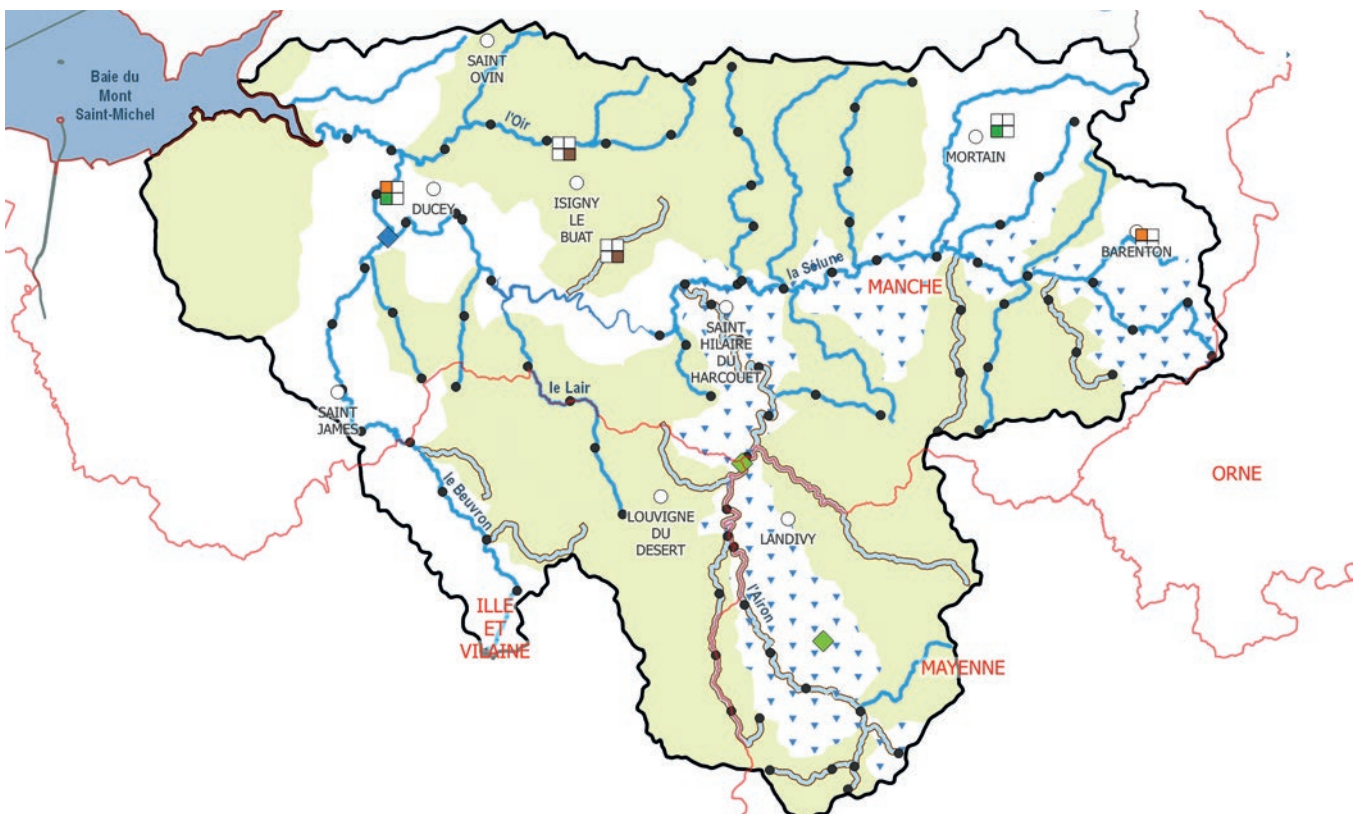 Baie du
Mont
Saint-Michel
SAINT
OVIN
l'Oir
MORTAIN
DUCEY
ISIGNY
LE
BUAT
BARENTON
la Sélune
MANCHE
SAINT
HILAIRE
DU
HARCOUET
le Lair
SAINT
JAMES
ORNE
le Beuvron
LOUVIGNE
DU
DESERT
LANDIVY
l'Airon
ILLE
ET
VILAINE
MAYENNE